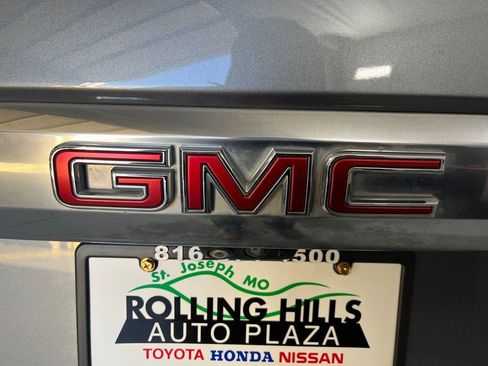 GMC
816 500
St. Joseph, MO
ROLLING HILLS
AUTO PLAZA
TOYOTA HONDA NISSAN